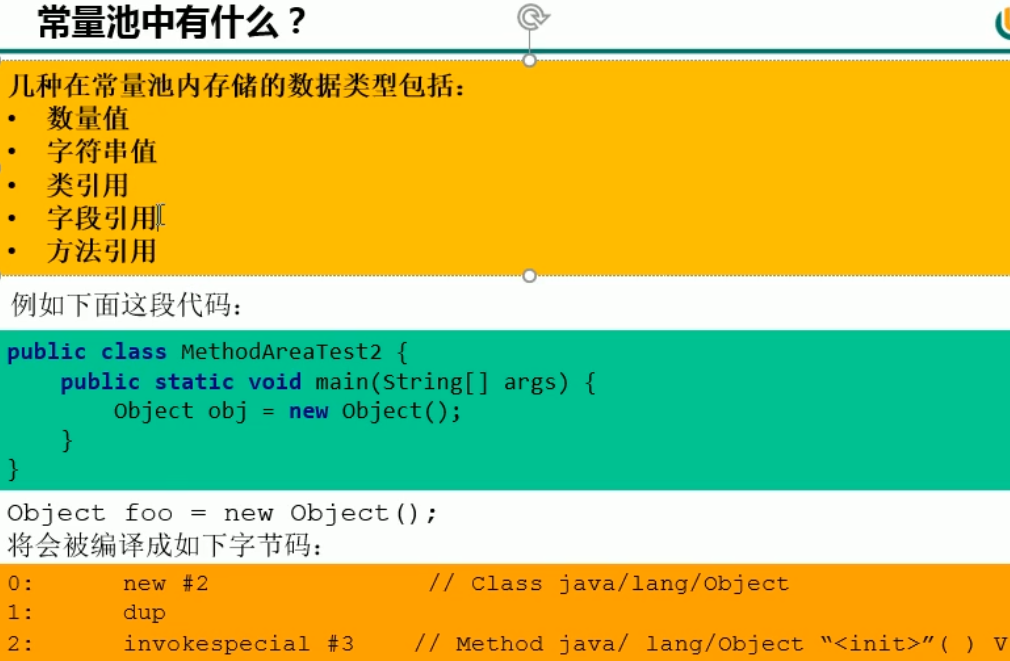 常量池中有什么？
几种在常量池内存储的数据类型包括：
• 数量值
• 字符串值
• 类引用
• 字段引用
• 方法引用
例如下面这段代码：
public class MethodAreaTest2 {
    public static void main(String[] args) {
        Object obj = new Object();
    }
}
Object foo = new Object();
将会被编译成如下字节码：
0:      new #2                // Class java/lang/Object
1:      dup
2:      invokespecial #3    // Method java/ lang/Object “<init>”( ) V